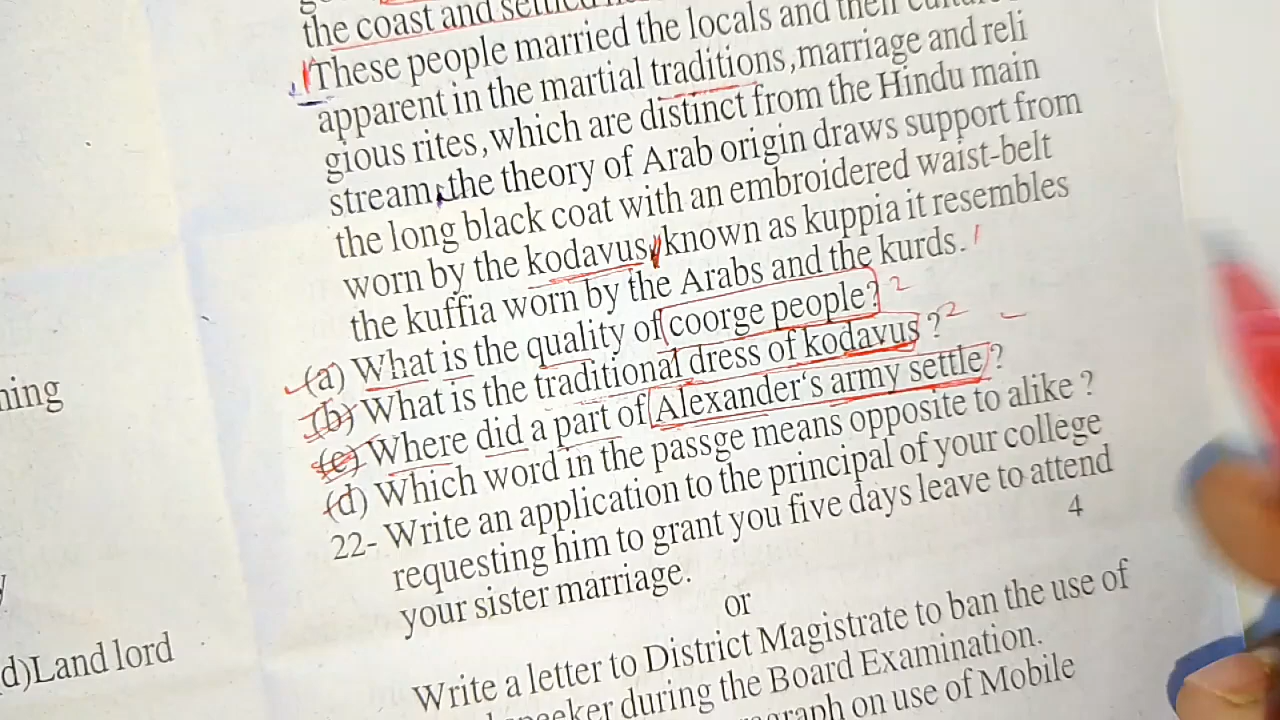 the coast and settled
These people married the locals and their
apparent in the martial traditions,marriage and reli
gious rites,which are distinct from the Hindu main
stream,the theory of Arab origin draws support from
the long black coat with an embroidered waist-belt
worn by the kodavus,known as kuppia it resembles
the kuffia worn by the Arabs and the kurds.
(a) What is the quality of coorge people? 2
(b) What is the traditional dress of kodavus ? 2
(c) Where did a part of Alexander's army settle ?
(d) Which word in the passge means opposite to alike ?
22- Write an application to the principal of your college
requesting him to grant you five days leave to attend
your sister marriage. 4
or
Write a letter to District Magistrate to ban the use of
during the Board Examination.
on use of Mobile
ning
d)Land lord